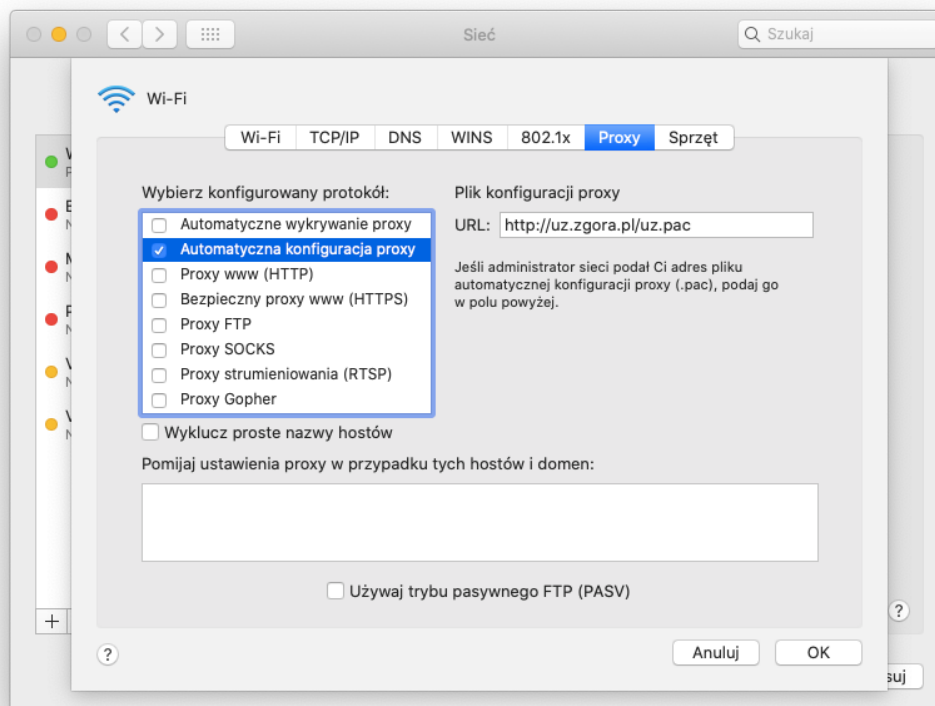 Sieć
Szukaj
Wi-Fi
Wi-Fi TCP/IP DNS WINS 802.1x Proxy Sprzęt
Wybierz konfigurowany protokół:
Automatyczne wykrywanie proxy
Automatyczna konfiguracja proxy
Proxy www (HTTP)
Bezpieczny proxy www (HTTPS)
Proxy FTP
Proxy SOCKS
Proxy strumieniowania (RTSP)
Proxy Gopher
Plik konfiguracji proxy
URL: http://uz.zgora.pl/uz.pac
Jeśli administrator sieci podał Ci adres pliku
automatycznej konfiguracji proxy (.pac), podaj go
w polu powyżej.
Wyklucz proste nazwy hostów
Pomijaj ustawienia proxy w przypadku tych hostów i domen:
Używaj trybu pasywnego FTP (PASV)
+
?
?
Anuluj OK
suj